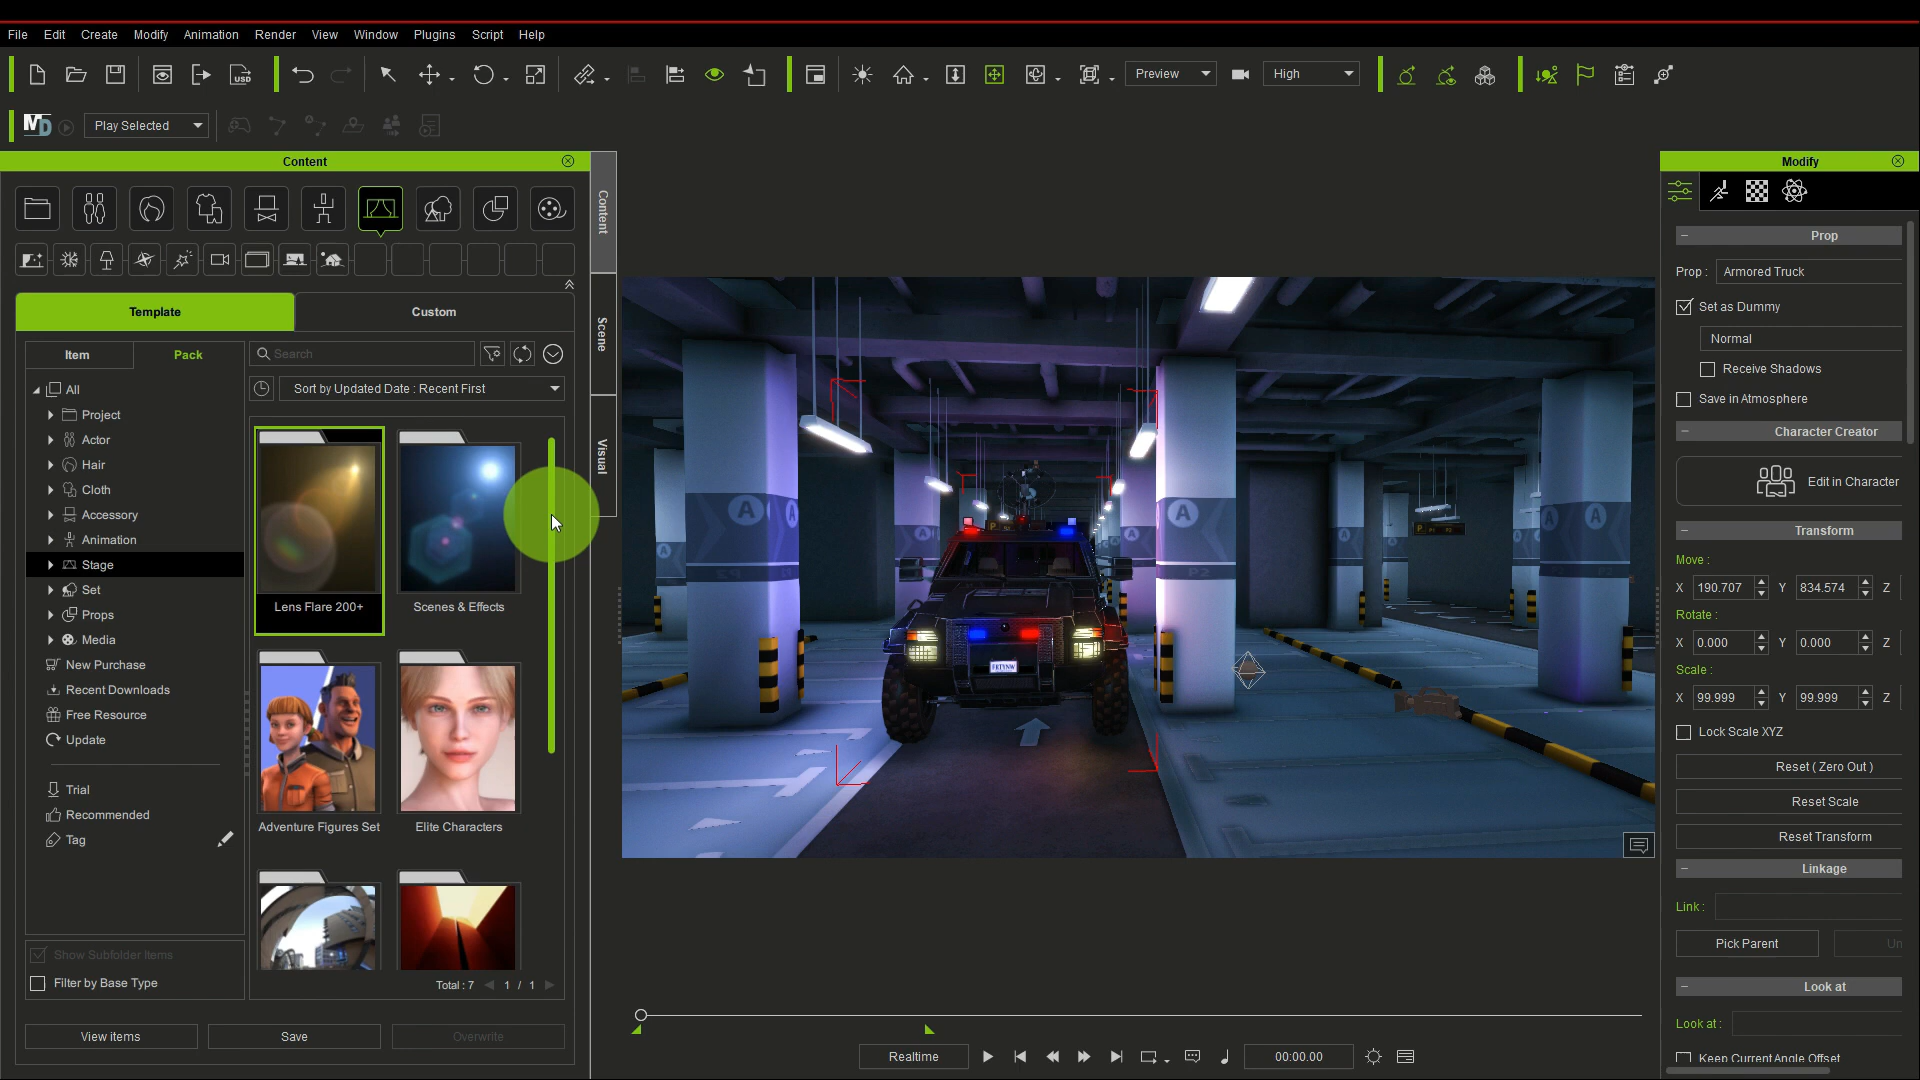 File Edit Create Modify Animation Render View Window Plugins Script Help
USD
Preview
High
MD
Play Selected
Content
Content
Scene
Visual
Template
Custom
Item
Pack
Search
Sort by Updated Date : Recent First
All
Project
Actor
Hair
Cloth
Accessory
Animation
Stage
Set
Props
Media
New Purchase
Recent Downloads
Free Resource
Update
Trial
Recommended
Tag
Show Subfolder Items
Filter by Base Type
Lens Flare 200+
Scenes & Effects
Adventure Figures Set
Elite Characters
Total : 7
1 / 1
View items
Save
Overwrite
A
A
A
A
A
A
A
A
P2
Realtime
00:00.00
Modify
Prop
Prop :
Armored Truck
Set as Dummy
Normal
Receive Shadows
Save in Atmosphere
Character Creator
Edit in Character
Transform
Move :
X 190.707 Y 834.574 Z
Rotate :
X 0.000 Y 0.000 Z
Scale :
X 99.999 Y 99.999 Z
Lock Scale XYZ
Reset ( Zero Out )
Reset Scale
Reset Transform
Linkage
Link :
Pick Parent
Un
Look at
Look at :
Keep Current Angle Offset